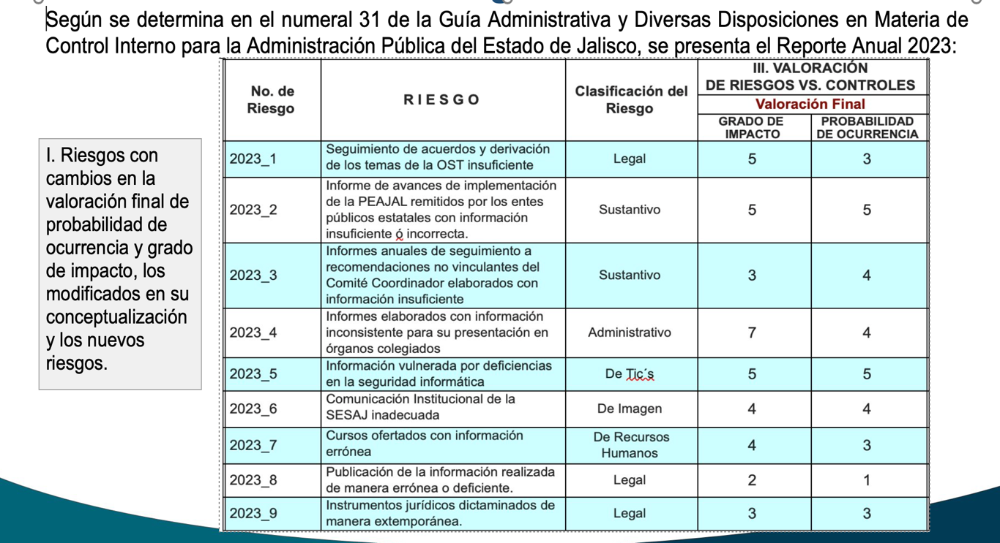 Según se determina en el numeral 31 de la Guía Administrativa y Diversas Disposiciones en Materia de
Control Interno para la Administración Pública del Estado de Jalisco, se presenta el Reporte Anual 2023:
I. Riesgos con
cambios en la
valoración final de
probabilidad de
ocurrencia y grado
de impacto, los
modificados en su
conceptualización
y los nuevos
riesgos.
No. de
Riesgo
R I E S G O
Clasificación del
Riesgo
III. VALORACIÓN
DE RIESGOS VS. CONTROLES
Valoración Final
GRADO DE
IMPACTO
PROBABILIDAD
DE OCURRENCIA
2023_1
Seguimiento de acuerdos y derivación
de los temas de la OST insuficiente
Legal
5
3
2023_2
Informe de avances de implementación
de la PEAJAL remitidos por los entes
públicos estatales con información
insuficiente ó incorrecta.
Sustantivo
5
5
2023_3
Informes anuales de seguimiento a
recomendaciones no vinculantes del
Comité Coordinador elaborados con
información insuficiente
Sustantivo
3
4
2023_4
Informes elaborados con información
inconsistente para su presentación en
órganos colegiados
Administrativo
7
4
2023_5
Información vulnerada por deficiencias
en la seguridad informática
De Tic´s
5
5
2023_6
Comunicación Institucional de la
SESAJ inadecuada
De Imagen
4
4
2023_7
Cursos ofertados con información
errónea
De Recursos
Humanos
4
3
2023_8
Publicación de la información realizada
de manera errónea o deficiente.
Legal
2
1
2023_9
Instrumentos jurídicos dictaminados de
manera extemporánea.
Legal
3
3